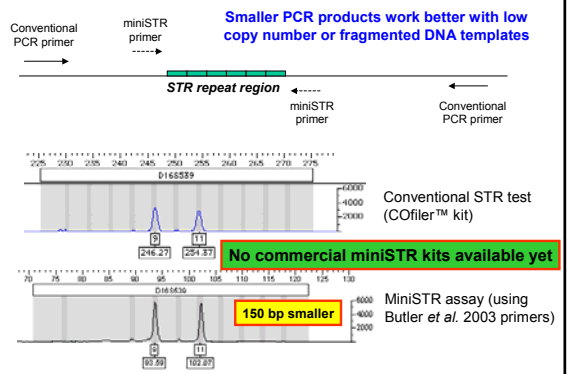 Smaller PCR products work better with low
copy number or fragmented DNA templates
Conventional
PCR primer
miniSTR
primer
STR repeat region
miniSTR
primer
Conventional
PCR primer
225 230 235 240 245 250 255 260 265 270 275
D16S539
6000
4000
2000
9
11
246.27
254.87
Conventional STR test
(COfiler™ kit)
No commercial miniSTR kits available yet
70 75 80 85 90 95 100 105 110 115 120 125 130
D16S539
6000
4000
2000
9
11
93.59
102.07
150 bp smaller
MiniSTR assay (using
Butler et al. 2003 primers)